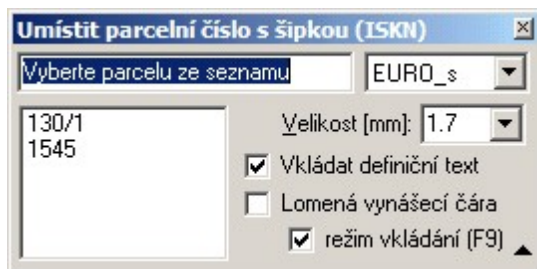 Umístit parcelní číslo s šipkou (ISKN)
Vyberte parcelu ze seznamu
EURO_s
130/1
1545
Velikost [mm]: 1.7
Vkládat definiční text
Lomená vynášecí čára
režim vkládání (F9)